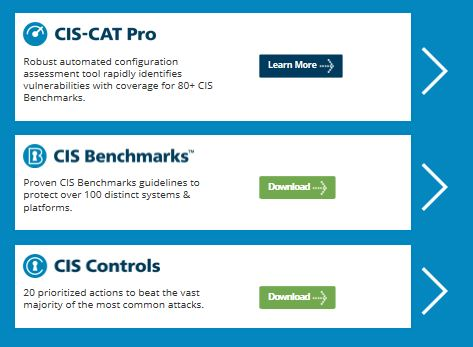 CIS-CAT Pro
Robust automated configuration
assessment tool rapidly identifies
vulnerabilities with coverage for 80+ CIS
Benchmarks.
Learn More
CIS Benchmarks™
Proven CIS Benchmarks guidelines to
protect over 100 distinct systems &
platforms.
Download
CIS Controls
20 prioritized actions to beat the vast
majority of the most common attacks.
Download